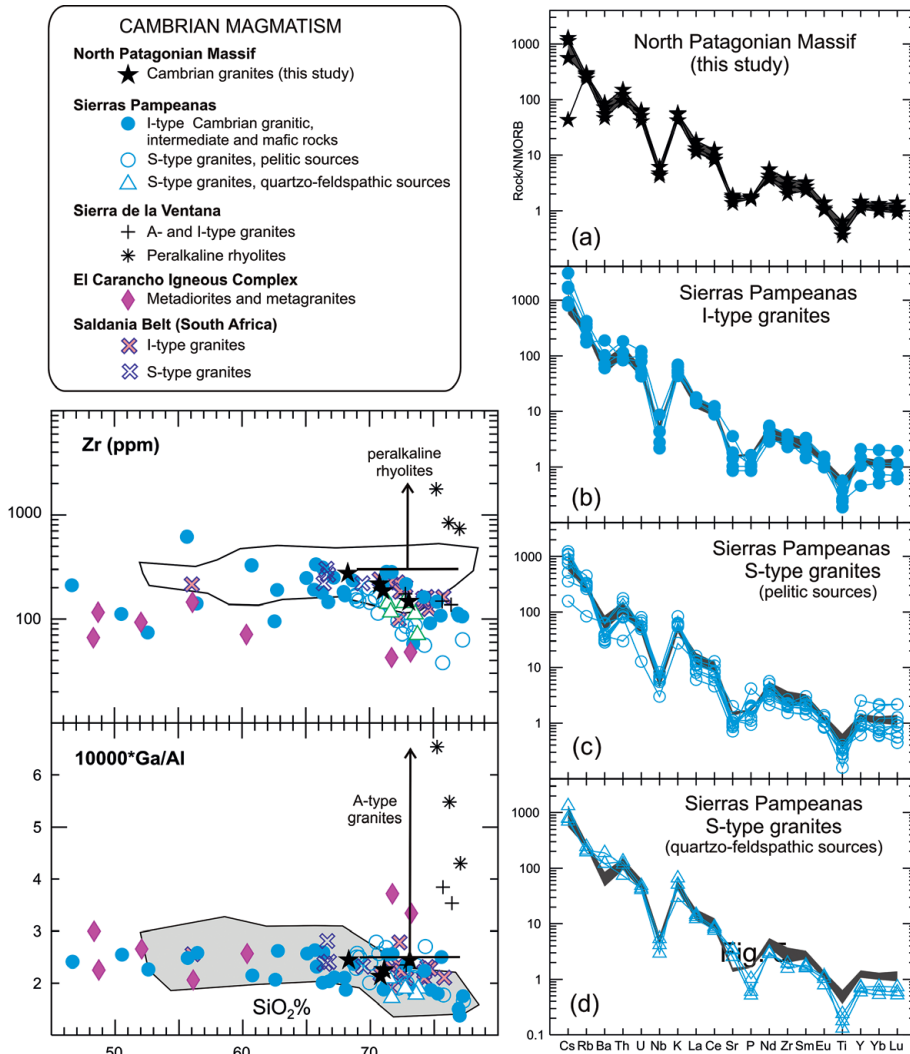 CAMBRIAN MAGMATISM
North Patagonian Massif
Cambrian granites (this study)
Sierras Pampeanas
I-type Cambrian granitic,
intermediate and mafic rocks
S-type granites, pelitic sources
S-type granites, quartzo-feldspathic sources
Sierra de la Ventana
A- and I-type granites
Peralkaline rhyolites
El Carancho Igneous Complex
Metadiorites and metagranites
Saldania Belt (South Africa)
I-type granites
S-type granites
Zr (ppm)
peralkaline
rhyolites
1000
100
10000*Ga/Al
6
5
4
3
2
A-type
granites
SiO2%
50
60
70
North Patagonian Massif
(this study)
1000
100
10
1
Rock/NMORB
(a)
Sierras Pampeanas
I-type granites
1000
100
10
1
(b)
Sierras Pampeanas
S-type granites
(pelitic sources)
1000
100
10
1
(c)
Sierras Pampeanas
S-type granites
(quartzo-feldspathic sources)
1000
100
10
1
0.1
(d)
Cs Rb Ba Th U Nb K La Ce Sr P Nd Zr Sm Eu Ti Y Yb Lu